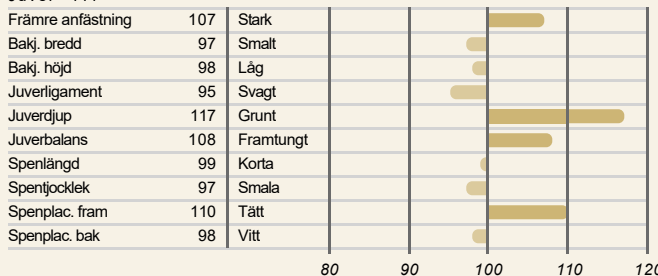 Främre anfästning 107 Stark
Bakj. bredd 97 Smalt
Bakj. höjd 98 Låg
Juverligament 95 Svagt
Juverdjup 117 Grunt
Juverbalans 108 Framtungt
Spenlängd 99 Korta
Spentjocklek 97 Smala
Spenplac. fram 110 Tätt
Spenplac. bak 98 Vitt
80 90 100 110 120